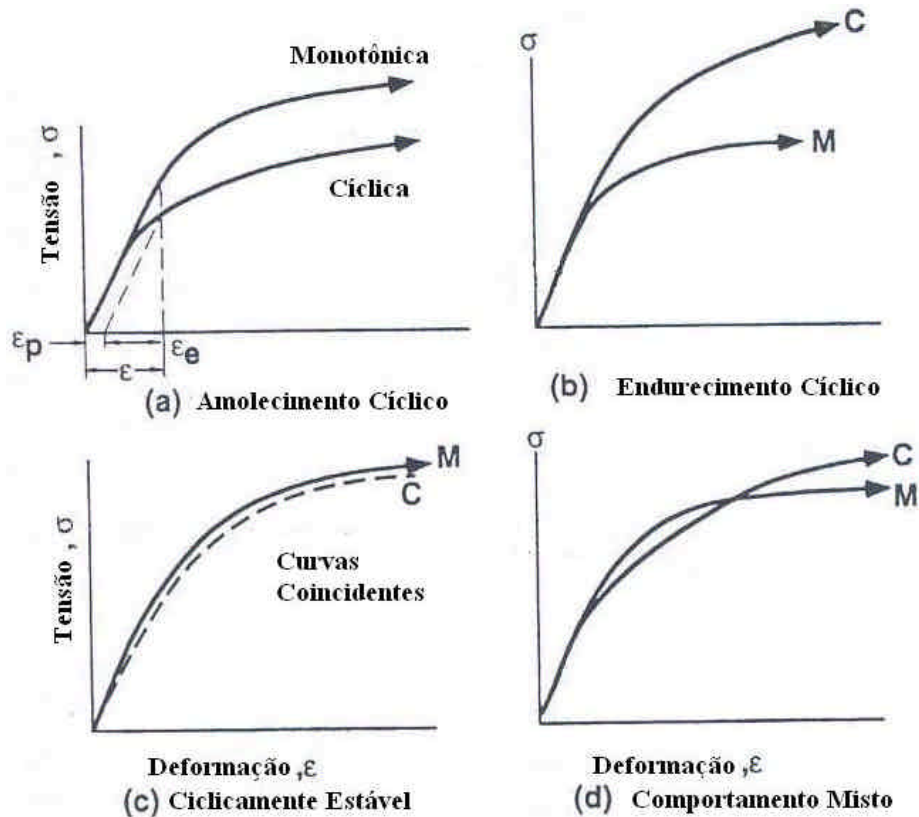 Monotônica
Cíclica
Tensão , σ
εp
εe
ε
(a) Amolecimento Cíclico
σ
C
M
(b) Endurecimento Cíclico
M
C
Curvas
Coincidentes
Tensão , σ
Deformação ,ε
(c) Ciclicamente Estável
σ
C
M
Deformação ,ε
(d) Comportamento Misto